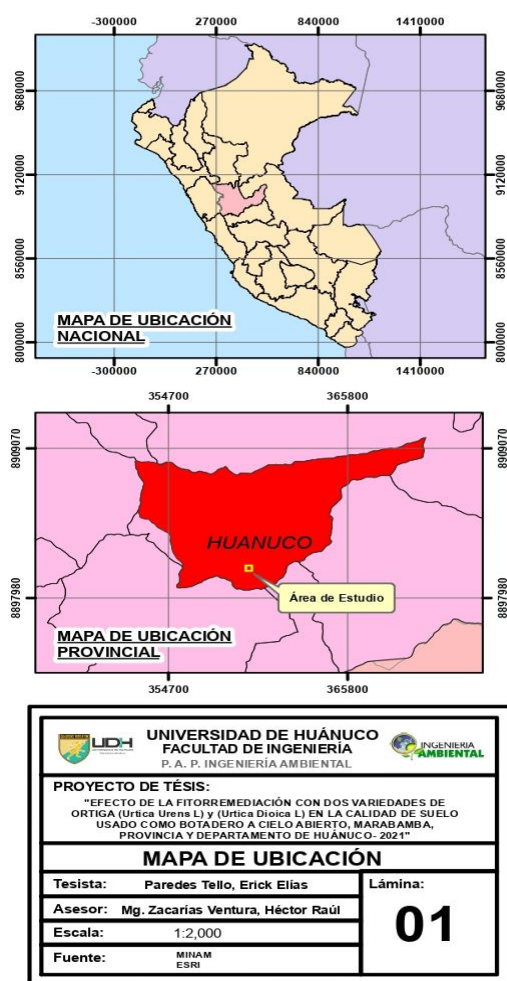 -300000 270000 840000 1410000
9680000 9680000
9120000 9120000
8560000 8560000
8000000 8000000
MAPA DE UBICACIÓN
NACIONAL
-300000 270000 840000 1410000
354700 365800
8909070 8909070
HUANUCO
Área de Estudio
8897980 8897980
MAPA DE UBICACIÓN
PROVINCIAL
354700 365800
UDH
UNIVERSIDAD DE HUÁNUCO
FACULTAD DE INGENIERÍA
P. A. P. INGENIERÍA AMBIENTAL
INGENIERIA
AMBIENTAL
PROYECTO DE TÉSIS:
"EFECTO DE LA FITORREMEDIACIÓN CON DOS VARIEDADES DE
ORTIGA (Urtica Urens L) y (Urtica Dioica L) EN LA CALIDAD DE SUELO
USADO COMO BOTADERO A CIELO ABIERTO, MARABAMBA,
PROVINCIA Y DEPARTAMENTO DE HUÁNUCO- 2021"
MAPA DE UBICACIÓN
Tesista: Paredes Tello, Erick Elías
Asesor: Mg. Zacarías Ventura, Héctor Raúl
Escala: 1:2,000
Fuente: MINAM
ESRI
Lámina:
01